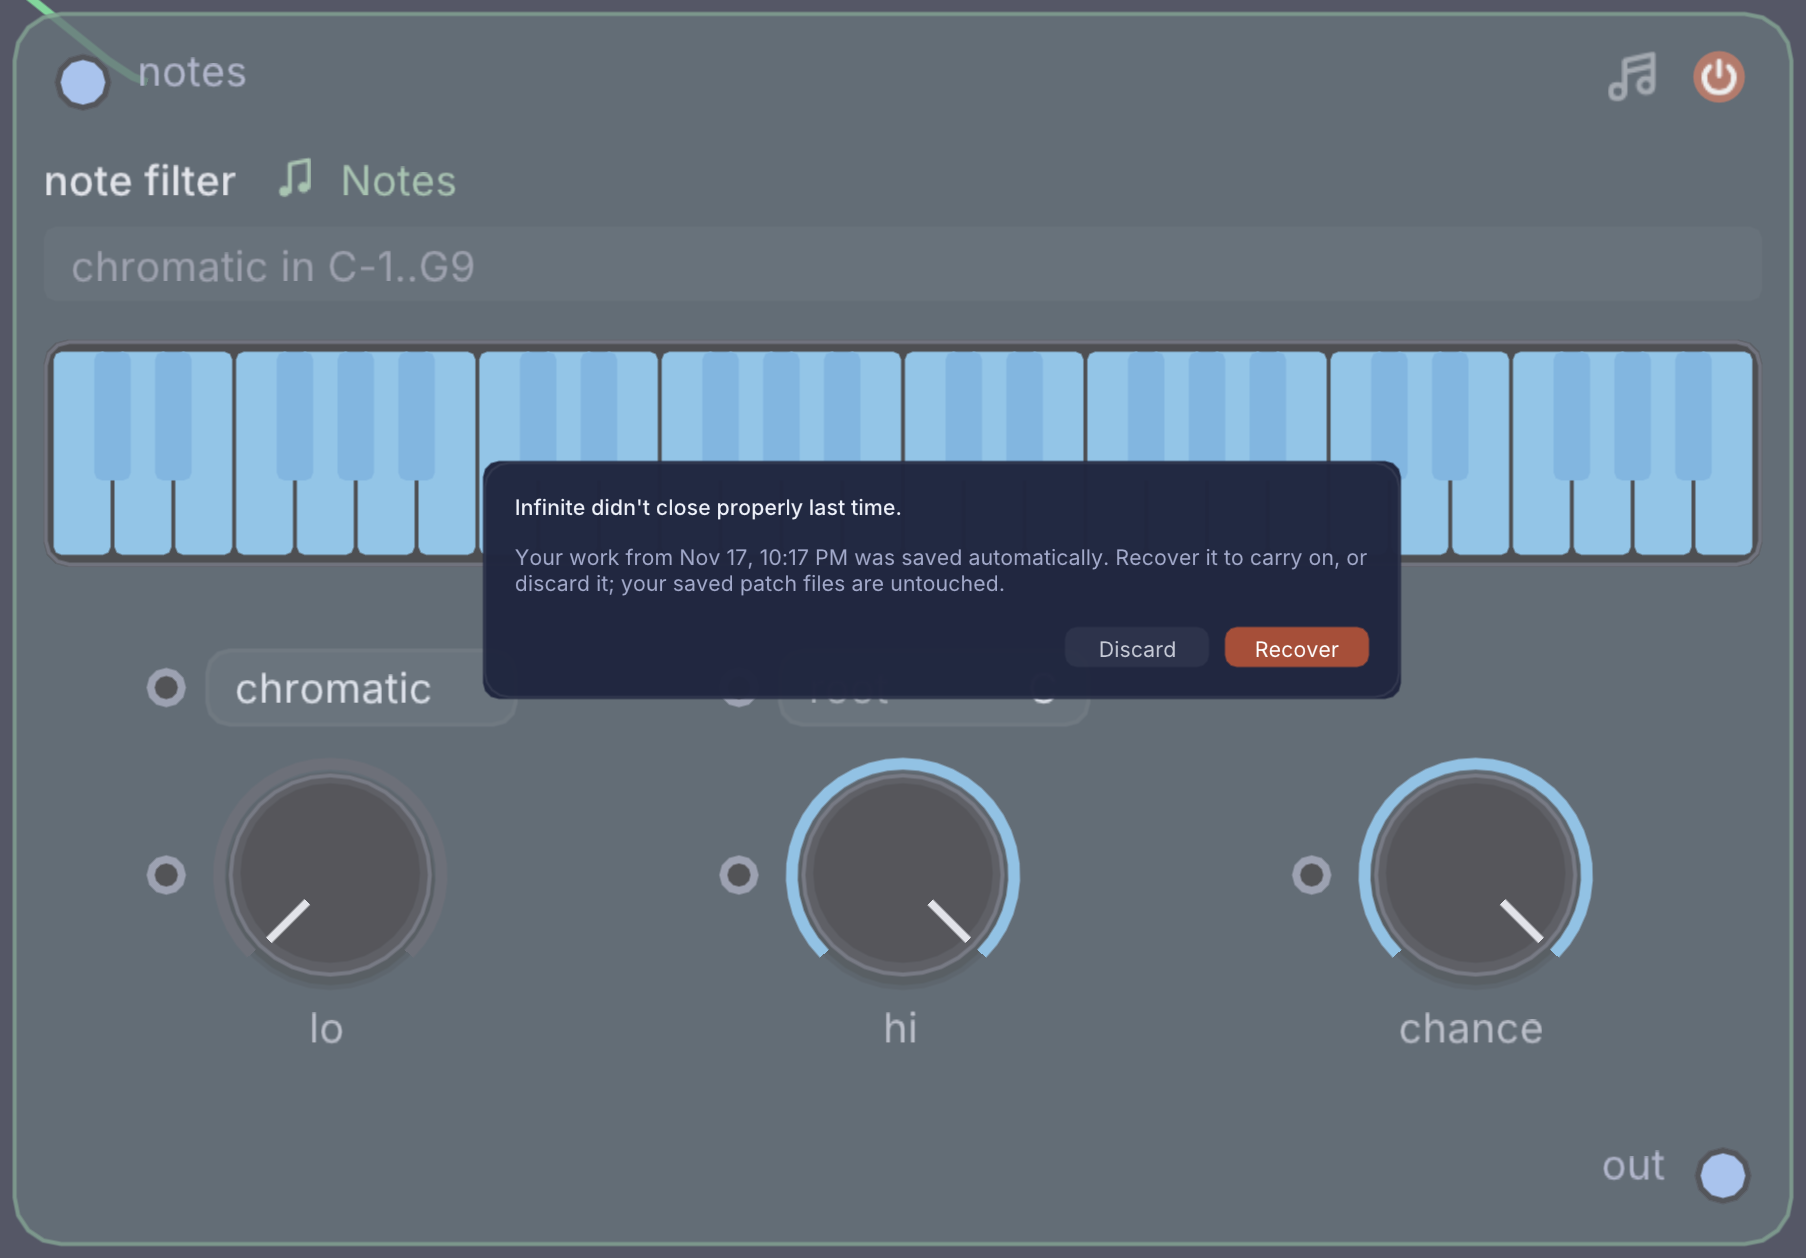 notes
note filter Notes
chromatic in C-1..G9
Infinite didn't close properly last time.
Your work from Nov 17, 10:17 PM was saved automatically. Recover it to carry on, or
discard it; your saved patch files are untouched.
Discard Recover
chromatic
lo hi chance
out